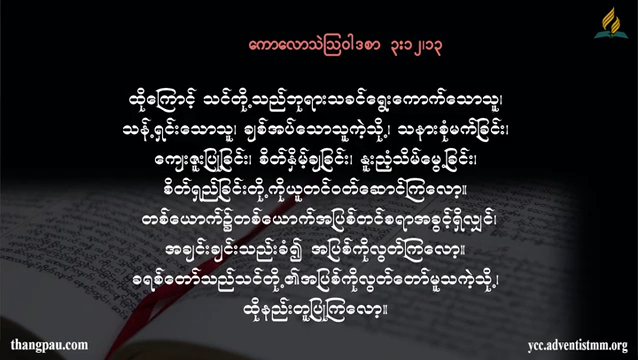 ကောလောသဲဩဝါဒစာ ၃း၁၂၊၁၃
ထိုကြောင့် သင်တို့သည်ဘုရားသခင်ရွေးကောက်သောသူ၊
သန့်ရှင်းသောသူ၊ ချစ်အပ်သောသူကဲ့သို့၊ သနားစုံမက်ခြင်း၊
ကျေးဇူးပြုခြင်း၊ စိတ်နှိမ့်ချခြင်း၊ နူးညံ့သိမ်မွေ့ခြင်း၊
စိတ်ရှည်ခြင်းတို့ကိုယူတင်ဝတ်ဆောင်ကြလော့။
တစ်ယောက်၌တစ်ယောက်အပြစ်တင်စရာအခွင့်ရှိလျှင်၊
အချင်းချင်းသည်းခံ၍ အပြစ်ကိုလွှတ်ကြလော့။
ခရစ်တော်သည်သင်တို့၏အပြစ်ကိုလွှတ်တော်မူသကဲ့သို့၊
ထိုနည်းတူပြုကြလော့။
thangpau.com
ycc.adventistmm.org